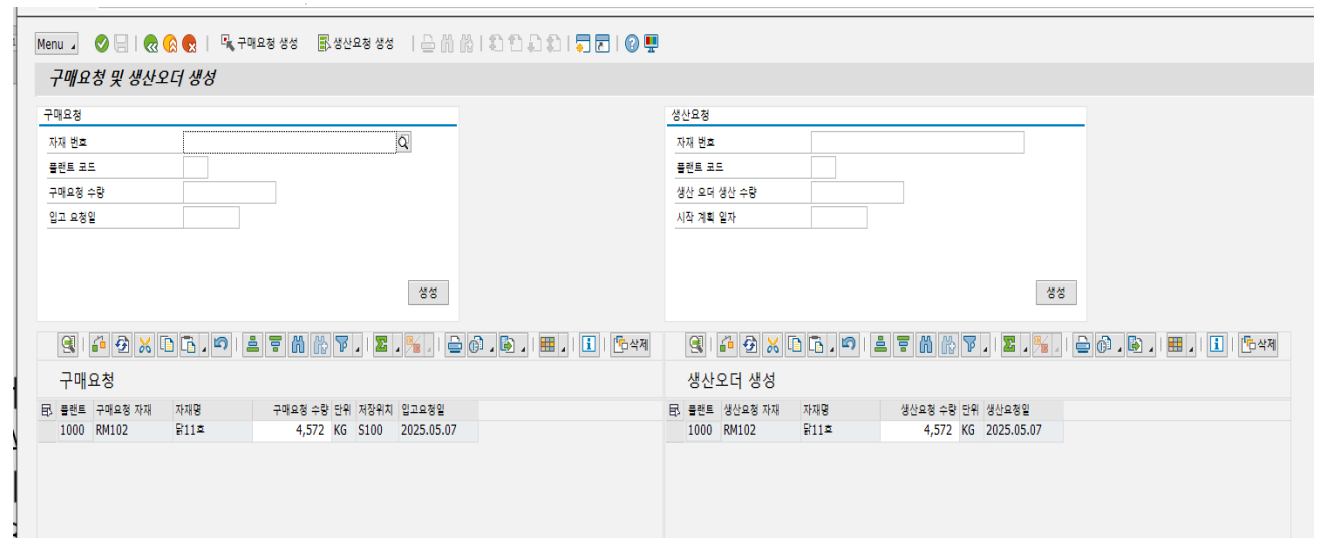 Menu 구매요청 생성 생산요청 생성
구매요청 및 생산오더 생성
구매요청
자재 번호
플랜트 코드
구매요청 수량
입고 요청일
생성
생산요청
자재 번호
플랜트 코드
생산 오더 생산 수량
시작 계획 일자
생성
삭제
구매요청
플랜트 구매요청 자재 자재명 구매요청 수량 단위 저장위치 입고요청일
1000 RM102 닭11호 4,572 KG S100 2025.05.07
삭제
생산오더 생성
플랜트 생산요청 자재 자재명 생산요청 수량 단위 생산요청일
1000 RM102 닭11호 4,572 KG 2025.05.07